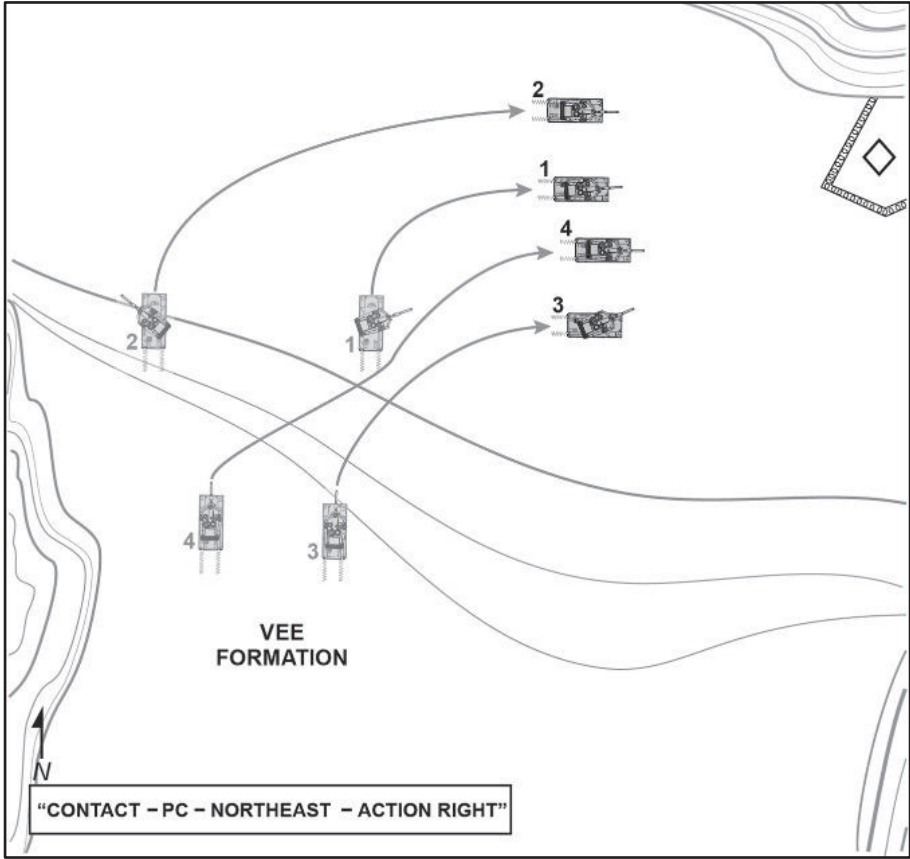 2
1
4
3
2
1
4
3
VEE
FORMATION
N
“CONTACT – PC – NORTHEAST – ACTION RIGHT”